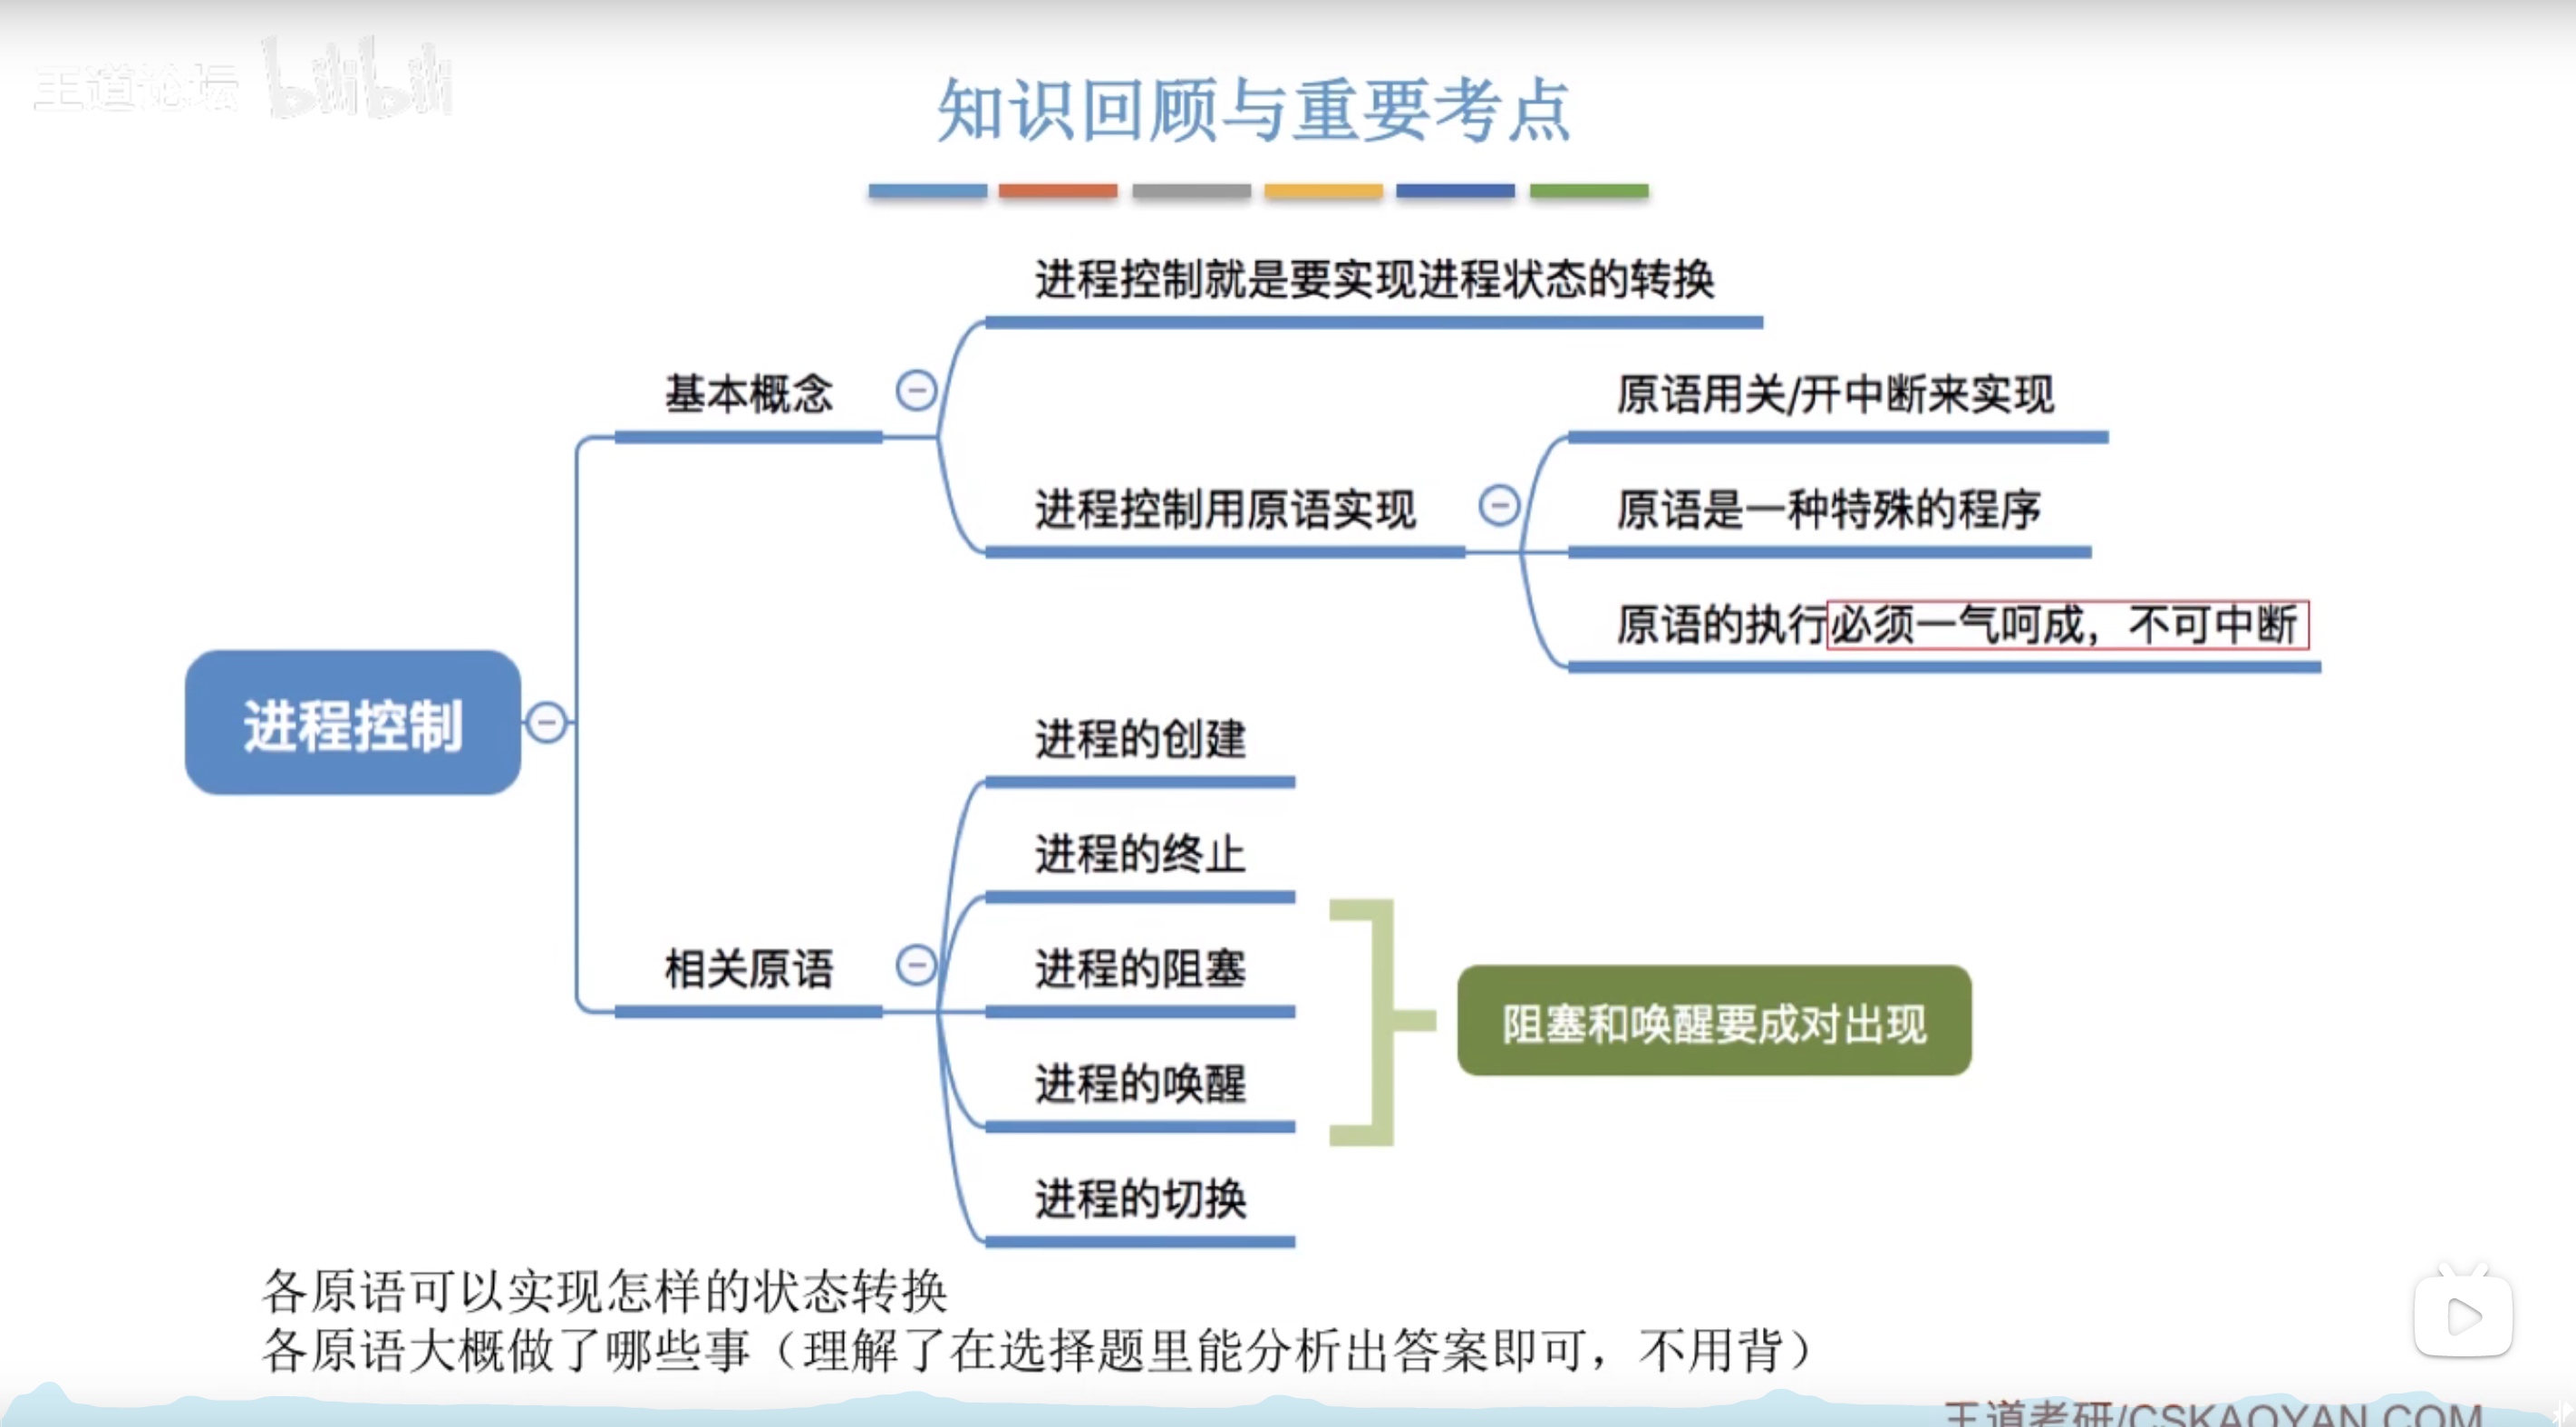 王道论坛 bilibili
知识回顾与重要考点
进程控制就是要实现进程状态的转换
基本概念
原语用关/开中断来实现
进程控制用原语实现
原语是一种特殊的程序
原语的执行必须一气呵成，不可中断
进程控制
进程的创建
进程的终止
相关原语
进程的阻塞
阻塞和唤醒要成对出现
进程的唤醒
进程的切换
各原语可以实现怎样的状态转换
各原语大概做了哪些事（理解了在选择题里能分析出答案即可，不用背）
王道考研/CSKAOYAN.COM